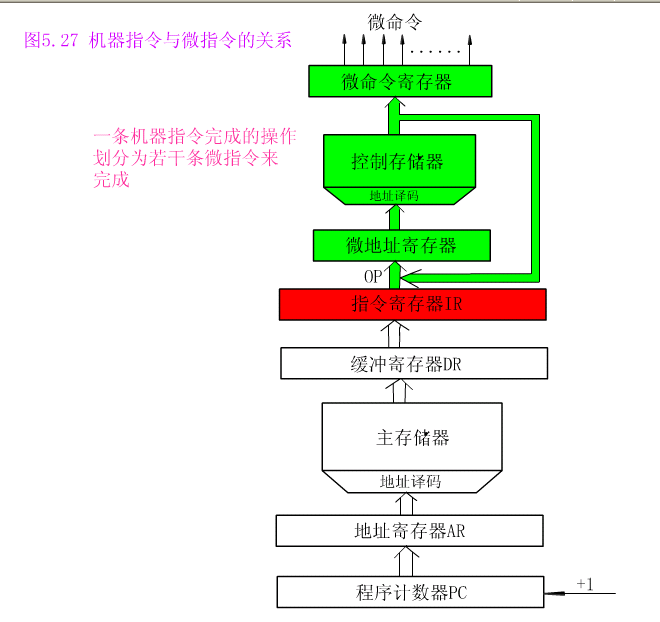 微命令
图5.27 机器指令与微指令的关系
......
微命令寄存器
一条机器指令完成的操作
划分为若干条微指令来
完成
控制存储器
地址译码
微地址寄存器
OP
指令寄存器IR
缓冲寄存器DR
主存储器
地址译码
地址寄存器AR
程序计数器PC
+1